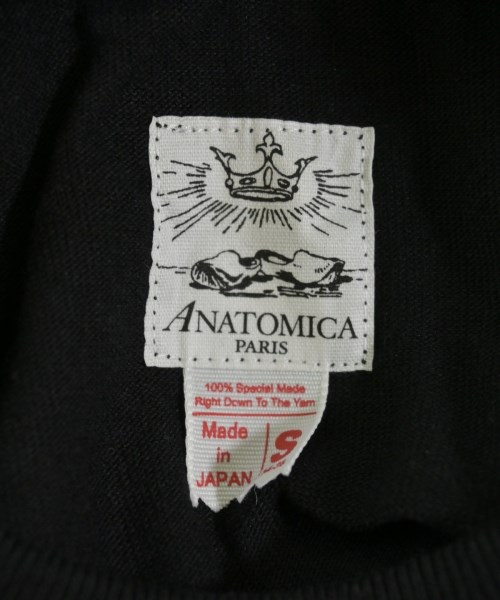 ANATOMICA
PARIS
100% Special Made
Right Down To The Yarn
Made
in
JAPAN
S